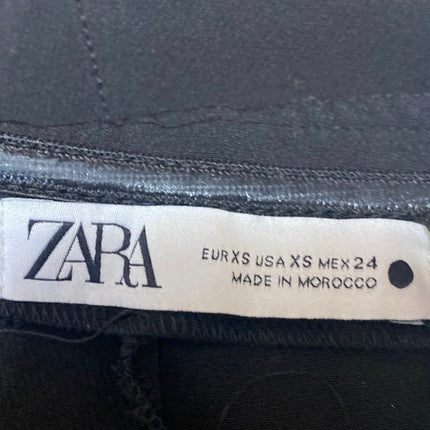 ZARA
EUR XS USA XS MEX 24
MADE IN MOROCCO